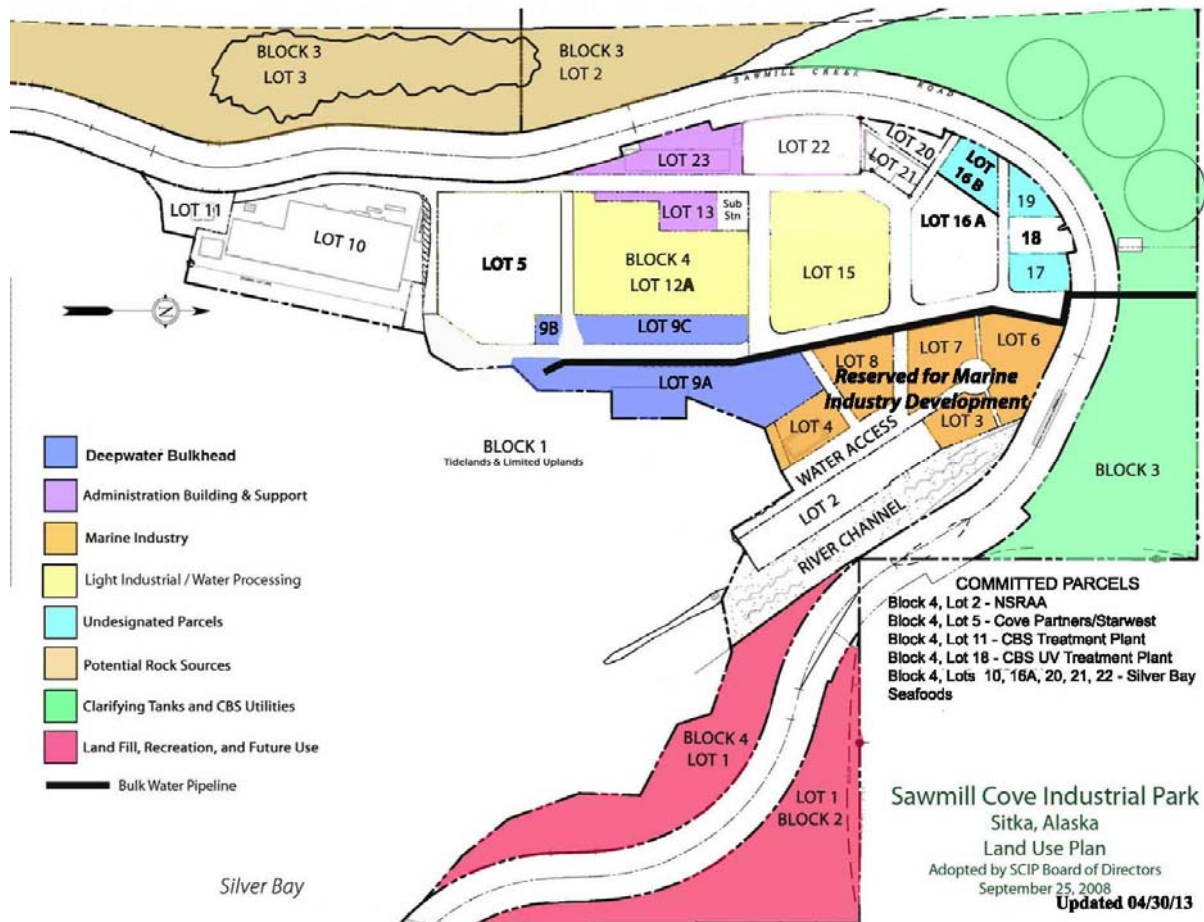 BLOCK 3
LOT 3
BLOCK 3
LOT 2
SAWMILL CREEK ROAD
LOT 23
LOT 22
LOT 20
LOT 21
LOT 16 B
19
18
17
LOT 11
LOT 10
LOT 5
LOT 13
Sub Stn
BLOCK 4
LOT 12A
LOT 15
LOT 16 A
9B
LOT 9C
LOT 9A
LOT 8
LOT 7
LOT 6
Reserved for Marine
Industry Development
LOT 4
LOT 3
WATER ACCESS
LOT 2
RIVER CHANNEL
BLOCK 3
N
BLOCK 1
Tidelands & Limited Uplands
Deepwater Bulkhead
Administration Building & Support
Marine Industry
Light Industrial / Water Processing
Undesignated Parcels
Potential Rock Sources
Clarifying Tanks and CBS Utilities
Land Fill, Recreation, and Future Use
Bulk Water Pipeline
COMMITTED PARCELS
Block 4, Lot 2 - NSRAA
Block 4, Lot 5 - Cove Partners/Starwest
Block 4, Lot 11 - CBS Treatment Plant
Block 4, Lot 18 - CBS UV Treatment Plant
Block 4, Lots 10, 16A, 20, 21, 22 - Silver Bay
Seafoods
BLOCK 4
LOT 1
LOT 1
BLOCK 2
Silver Bay
Sawmill Cove Industrial Park
Sitka, Alaska
Land Use Plan
Adopted by SCIP Board of Directors
September 25, 2008
Updated 04/30/13